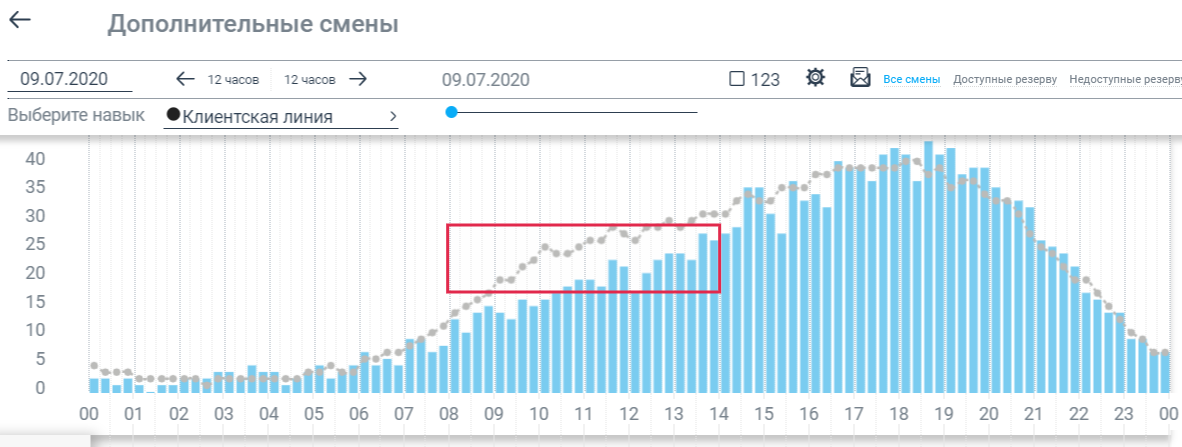 Дополнительные смены
09.07.2020 12 часов 12 часов 09.07.2020 123 Все смены Доступные резерву Недоступные резерву
Выберите навык Клиентская линия
40
35
30
25
20
15
10
5
0
00 01 02 03 04 05 06 07 08 09 10 11 12 13 14 15 16 17 18 19 20 21 22 23 00